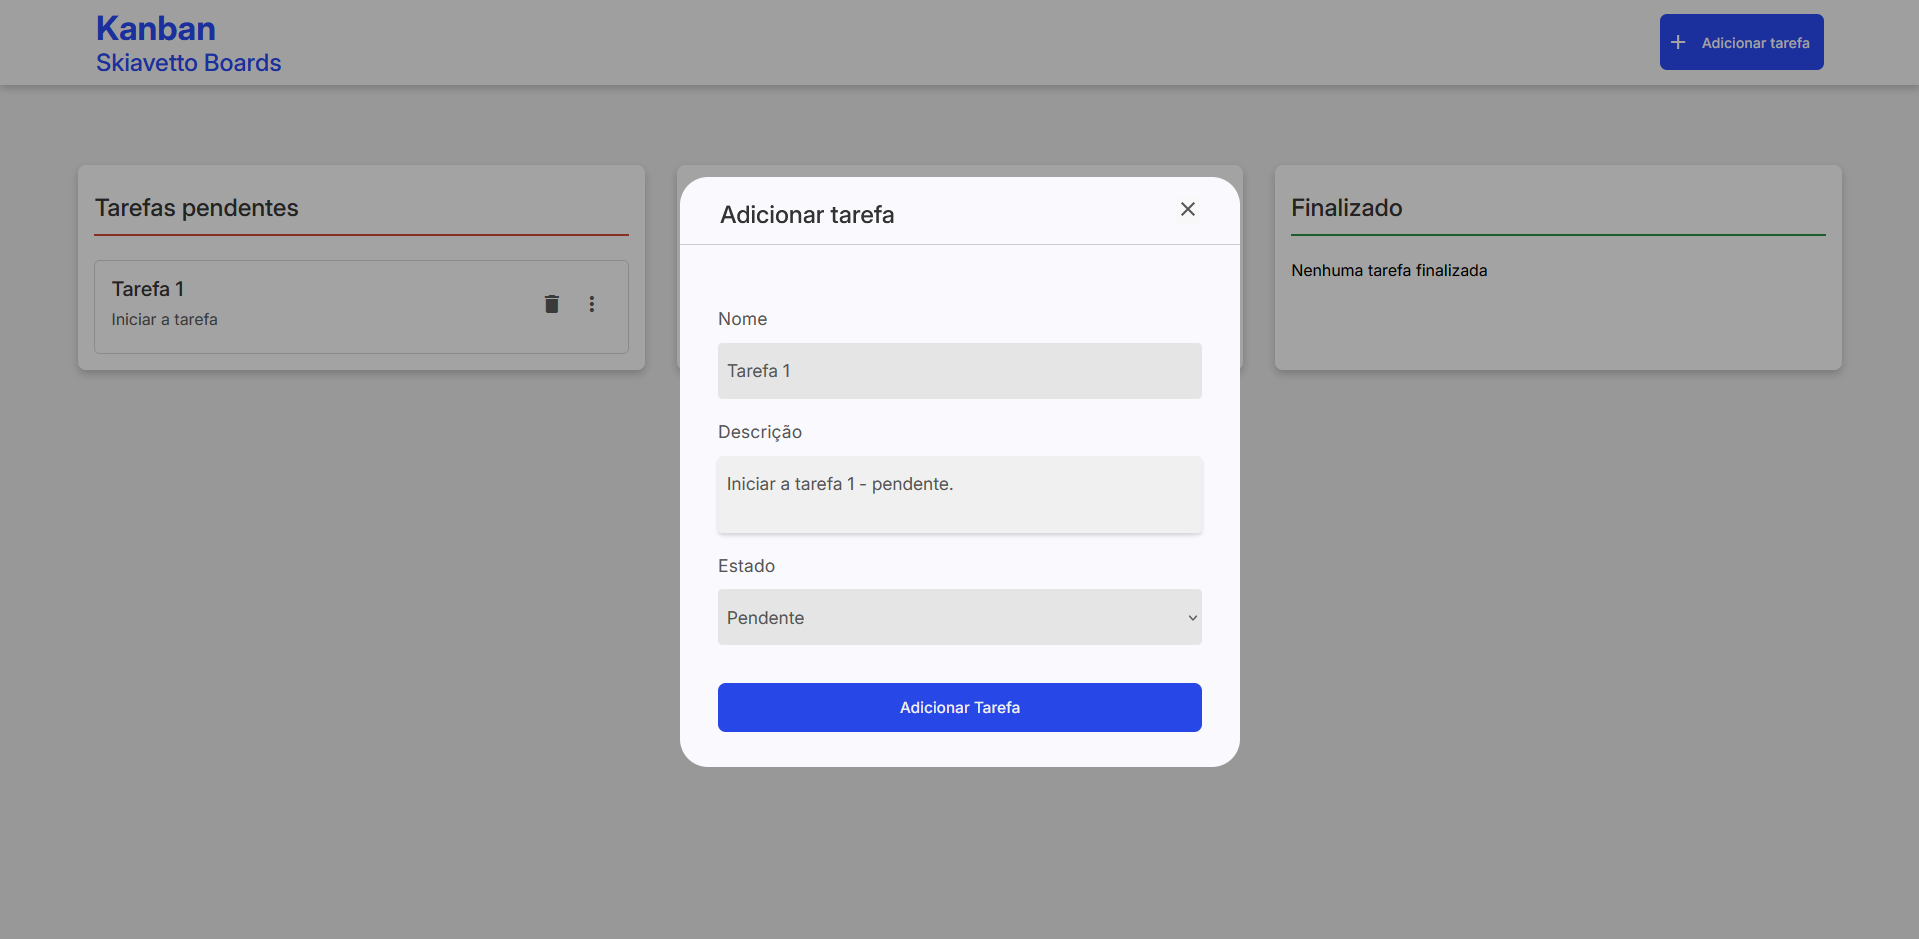 Kanban
Skiavetto Boards
Adicionar tarefa
Tarefas pendentes
Tarefa 1
Iniciar a tarefa
Adicionar tarefa
Nome
Tarefa 1
Descrição
Iniciar a tarefa 1 - pendente.
Estado
Pendente
Adicionar Tarefa
Finalizado
Nenhuma tarefa finalizada